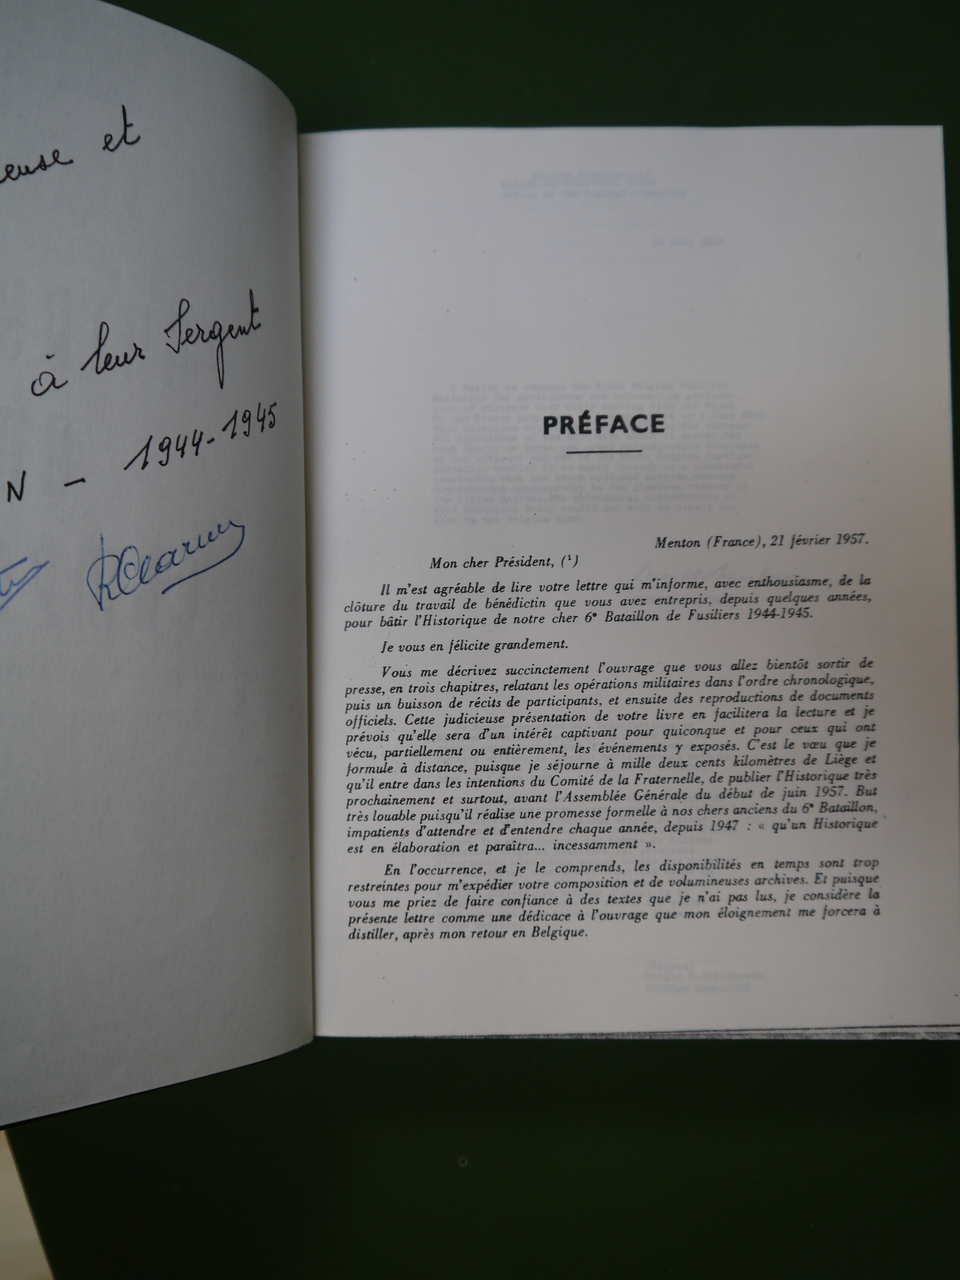 et
à leur Sergent
N - 1944-1945
PRÉFACE
Menton (France), 21 février 1957.
Mon cher Président, (¹)
Il m'est agréable de lire votre lettre qui m'informe, avec enthousiasme, de la
clôture du travail de bénédictin que vous avez entrepris, depuis quelques années,
pour bâtir l'Historique de notre cher 6e Bataillon de Fusiliers 1944-1945.
Je vous en félicite grandement.
Vous me décrivez succinctement l'ouvrage que vous allez bientôt sortir de
presse, en trois chapitres, relatant les opérations militaires dans l'ordre chronologique,
puis un buisson de récits de participants, et ensuite des reproductions de documents
officiels. Cette judicieuse présentation de votre livre en facilitera la lecture et je
prévois qu'elle sera d'un intérêt captivant pour quiconque et pour ceux qui ont
vécu, partiellement ou entièrement, les événements y exposés. C'est le vœu que je
formule à distance, puisque je séjourne à mille deux cents kilomètres de Liège et
qu'il entre dans les intentions du Comité de la Fraternelle, de publier l'Historique très
prochainement et surtout, avant l'Assemblée Générale du début de juin 1957. But
très louable puisqu'il réalise une promesse formelle à nos chers anciens du 6e Bataillon,
impatients d'attendre et d'entendre chaque année, depuis 1947 : « qu'un Historique
est en élaboration et paraîtra... incessamment ».
En l'occurrence, et je le comprends, les disponibilités en temps sont trop
restreintes pour m'expédier votre composition et de volumineuses archives. Et puisque
vous me priez de faire confiance à des textes que je n'ai pas lus, je considère la
présente lettre comme une dédicace à l'ouvrage que mon éloignement me forcera à
distiller, après mon retour en Belgique.